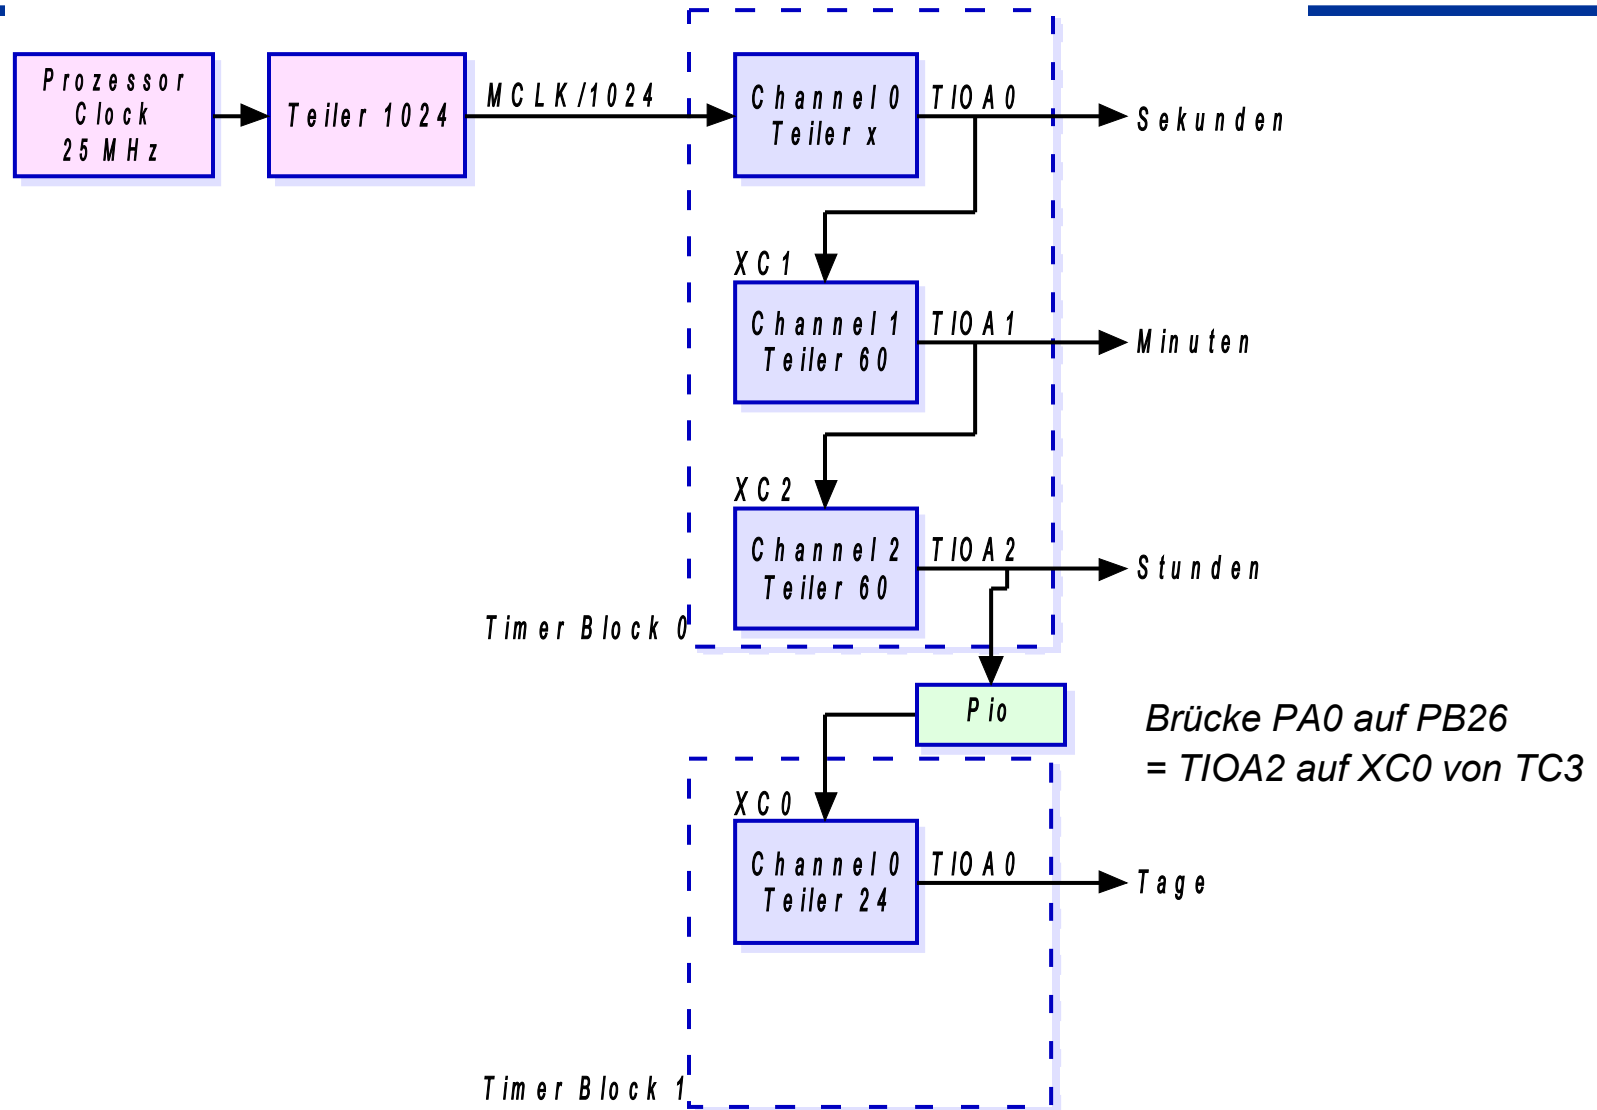 Prozessor
Clock
25 MHz
Teiler 1024
MCLK/1024
Channel 0
Teiler x
TIOA0
Sekunden
XC1
Channel 1
Teiler 60
TIOA1
Minuten
XC2
Channel 2
Teiler 60
TIOA2
Stunden
Timer Block 0
Pio
Brücke PA0 auf PB26
= TIOA2 auf XC0 von TC3
XC0
Channel 0
Teiler 24
TIOA0
Tage
Timer Block 1